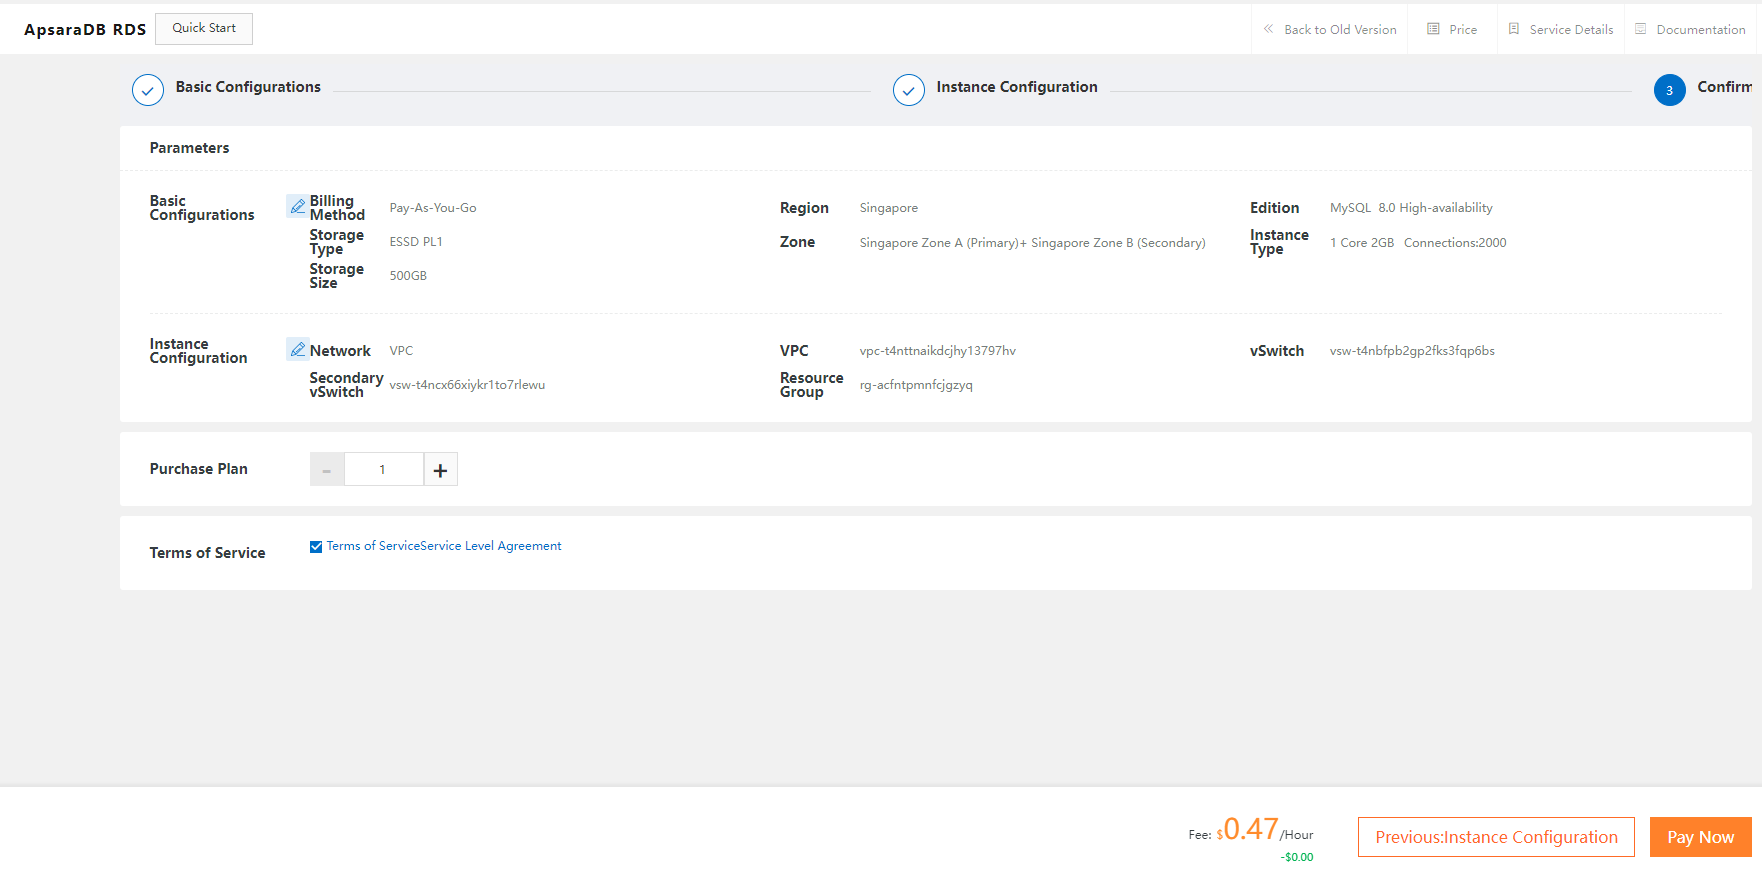 ApsaraDB RDS Quick Start Back to Old Version Price Service Details Documentation
Basic Configurations Instance Configuration 3 Confirm
Parameters
Basic Configurations
Billing Method Pay-As-You-Go Region Singapore Edition MySQL 8.0 High-availability
Storage Type ESSD PL1 Zone Singapore Zone A (Primary)+ Singapore Zone B (Secondary) Instance Type 1 Core 2GB Connections:2000
Storage Size 500GB
Instance Configuration
Network VPC VPC vpc-t4nttnaikdcjhy13797hv vSwitch vsw-t4nbfpb2gp2fks3fqp6bs
Secondary vSwitch vsw-t4ncx66xiykr1to7rlewu Resource Group rg-acfntpmnfcjgzyq
Purchase Plan - 1 +
Terms of Service Terms of ServiceService Level Agreement
Fee: $0.47/Hour Previous:Instance Configuration Pay Now
-$0.00